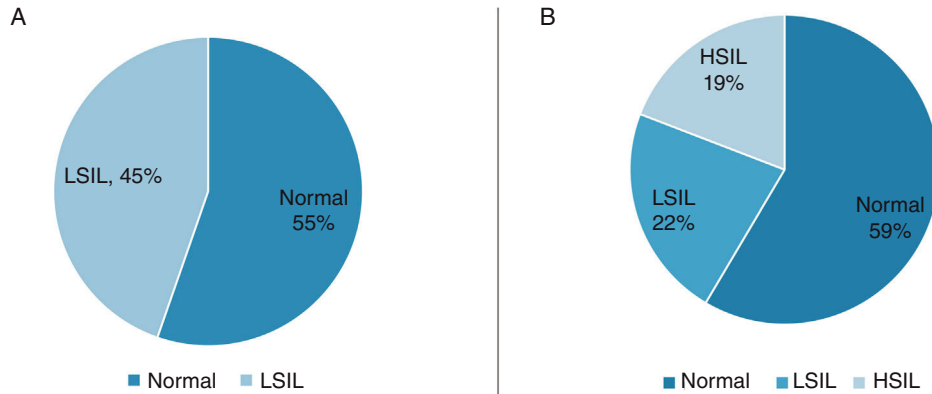 A
LSIL, 45%
Normal
55%
Normal
LSIL
B
HSIL
19%
LSIL
22%
Normal
59%
Normal
LSIL
HSIL